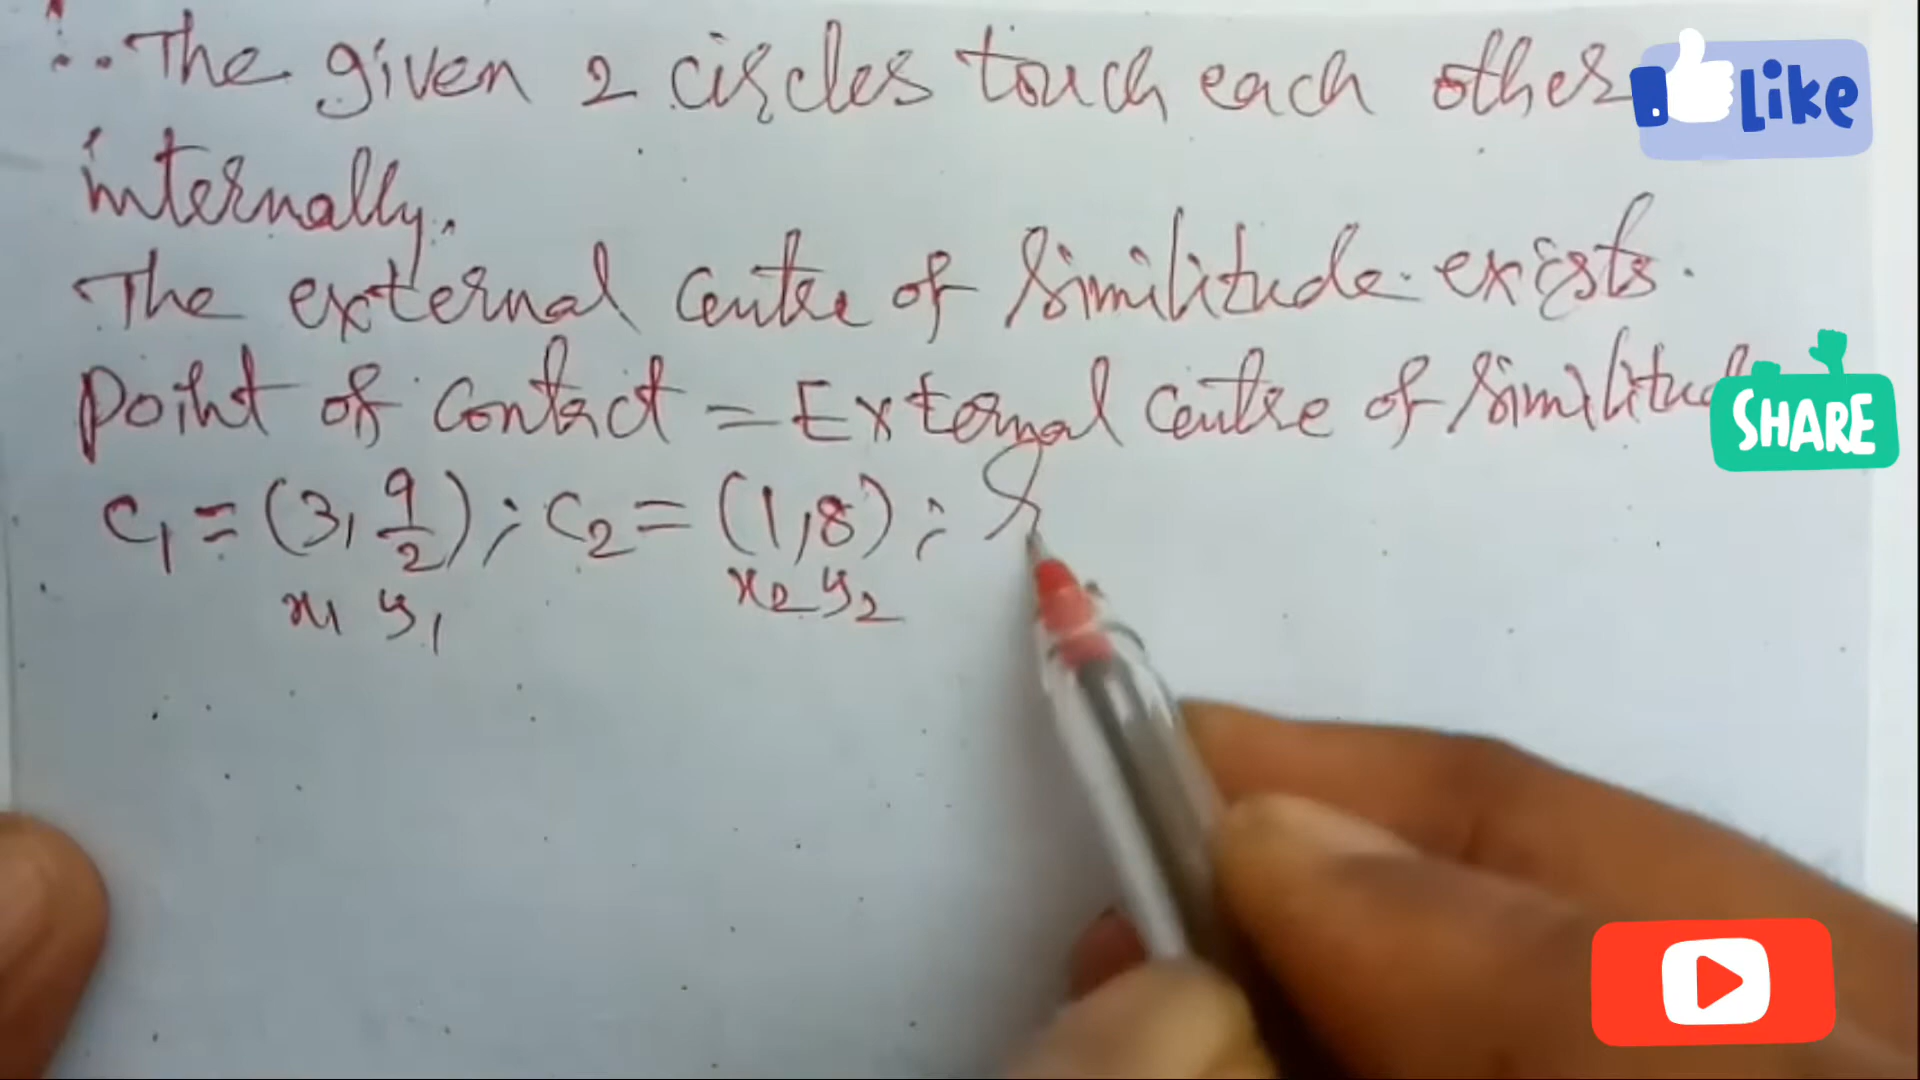 ∴ The given 2 circles touch each other
internally.
The external centre of similitude exists.
Point of contact = External centre of similitud
C₁ = (3, 9/2) ; C₂ = (1, 8) ;
x₁ y₁ x₂ y₂
Like
SHARE